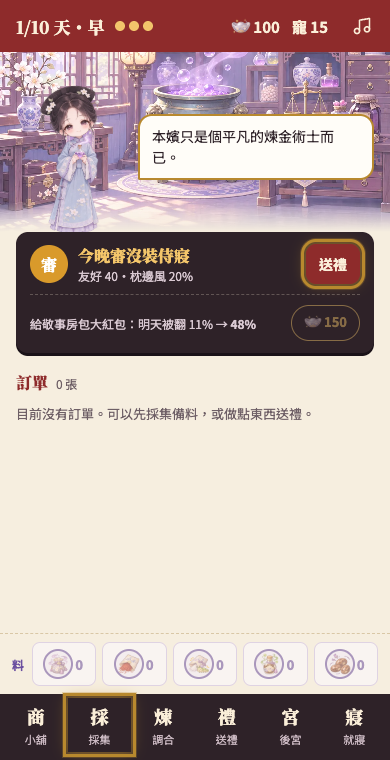 1/10 天・早
100
寵 15
本嬪只是個平凡的煉金術士而
已。
審
今晚審沒裝侍寢
友好 40・枕邊風 20%
送禮
給敬事房包大紅包：明天被翻 11% → 48%
150
訂單 0 張
目前沒有訂單。可以先採集備料，或做點東西送禮。
料
0
0
0
0
0
商
小舖
採
採集
煉
調合
禮
送禮
宮
後宮
寢
就寢